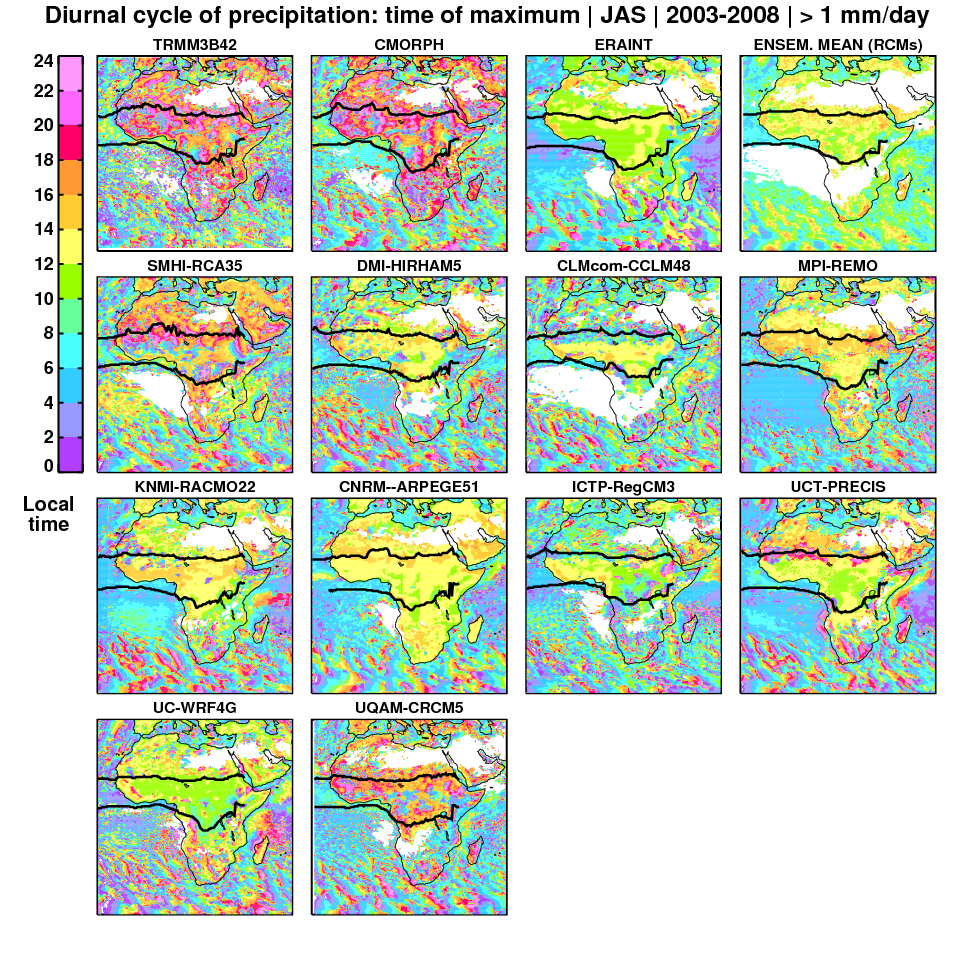 Diurnal cycle of precipitation: time of maximum | JAS | 2003-2008 | > 1 mm/day
TRMM3B42 CMORPH ERAINT ENSEM. MEAN (RCMs)
24
22
20
18
16
14
12
10
8
6
4
2
0
Local
time
SMHI-RCA35 DMI-HIRHAM5 CLMcom-CCLM48 MPI-REMO
KNMI-RACMO22 CNRM--ARPEGE51 ICTP-RegCM3 UCT-PRECIS
UC-WRF4G UQAM-CRCM5